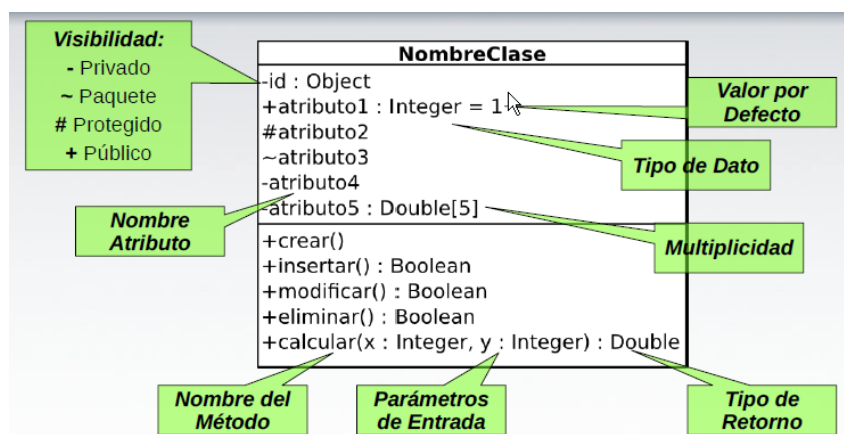 Visibilidad:
- Privado
~ Paquete
# Protegido
+ Público
NombreClase
-id : Object
+atributo1 : Integer = 1
#atributo2
~atributo3
-atributo4
-atributo5 : Double[5]
+crear()
+insertar() : Boolean
+modificar() : Boolean
+eliminar() : Boolean
+calcular(x : Integer, y : Integer) : Double
Valor por
Defecto
Tipo de Dato
Nombre
Atributo
Multiplicidad
Nombre del
Método
Parámetros
de Entrada
Tipo de
Retorno